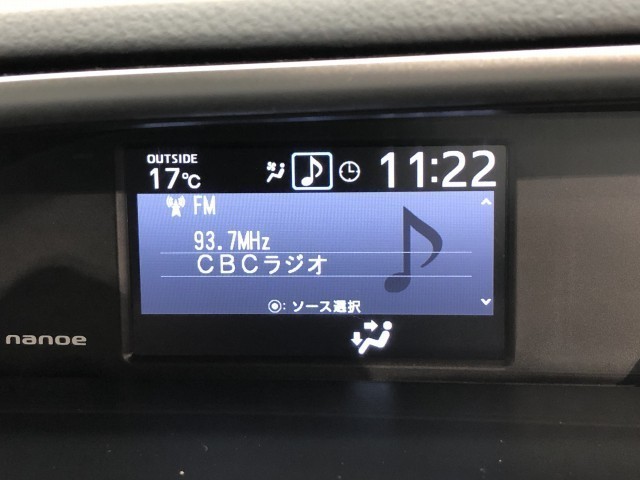 OUTSIDE
17℃
11:22
FM
93.7MHz
CBCラジオ
◉: ソース選択
nanoe